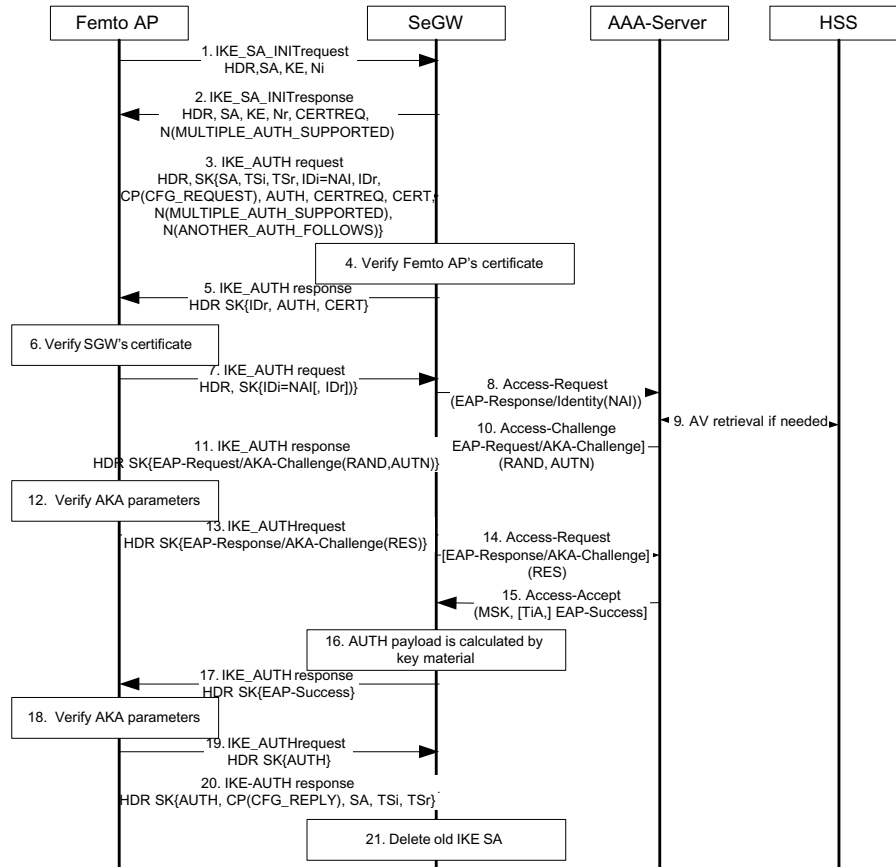 Femto AP
SeGW
AAA-Server
HSS
1. IKE_SA_INITrequest
HDR,SA, KE, Ni
2. IKE_SA_INITresponse
HDR, SA, KE, Nr, CERTREQ,
N(MULTIPLE_AUTH_SUPPORTED)
3. IKE_AUTH request
HDR, SK{SA, TSi, TSr, IDi=NAI, IDr,
CP(CFG_REQUEST), AUTH, CERTREQ, CERT,
N(MULTIPLE_AUTH_SUPPORTED),
N(ANOTHER_AUTH_FOLLOWS)}
4. Verify Femto AP's certificate
5. IKE_AUTH response
HDR SK{IDr, AUTH, CERT}
6. Verify SGW's certificate
7. IKE_AUTH request
HDR, SK{IDi=NAI[, IDr])}
8. Access-Request
(EAP-Response/Identity(NAI))
9. AV retrieval if needed
10. Access-Challenge
EAP-Request/AKA-Challenge]
(RAND, AUTN)
11. IKE_AUTH response
HDR SK{EAP-Request/AKA-Challenge(RAND,AUTN)}
12. Verify AKA parameters
13. IKE_AUTHrequest
HDR SK{EAP-Response/AKA-Challenge(RES)}
14. Access-Request
[EAP-Response/AKA-Challenge]
(RES)
15. Access-Accept
(MSK, [TiA,] EAP-Success]
16. AUTH payload is calculated by
key material
17. IKE_AUTH response
HDR SK{EAP-Success}
18. Verify AKA parameters
19. IKE_AUTHrequest
HDR SK{AUTH}
20. IKE-AUTH response
HDR SK{AUTH, CP(CFG_REPLY), SA, TSi, TSr}
21. Delete old IKE SA